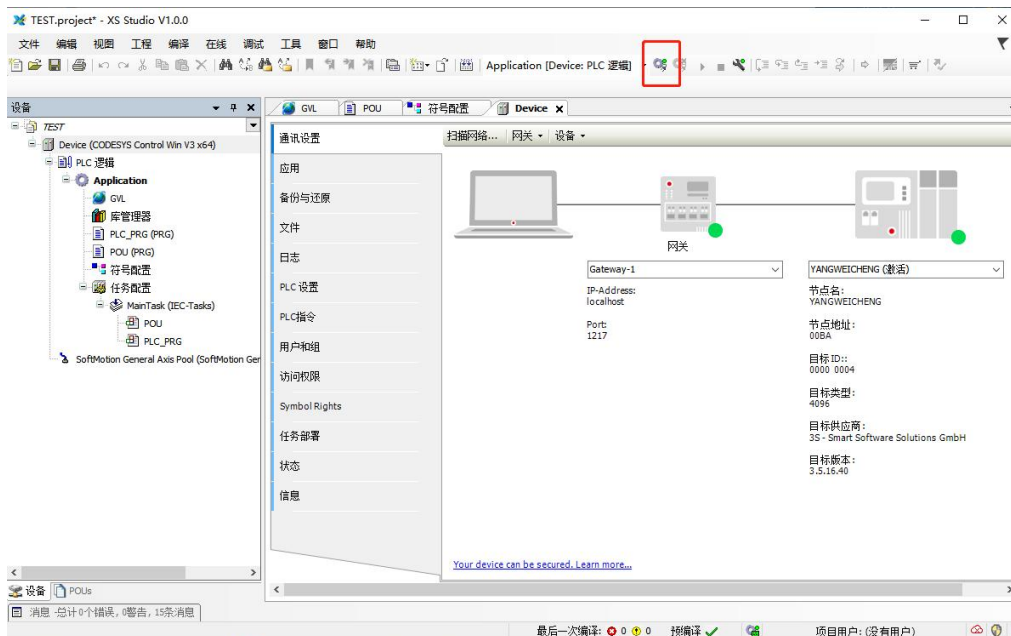 TEST.project* - XS Studio V1.0.0
文件 编辑 视图 工程 编译 在线 调试 工具 窗口 帮助
Application [Device: PLC 逻辑]
设备
GVL POU 符号配置 Device
TEST
Device (CODESYS Control Win V3 x64)
PLC 逻辑
Application
GVL
库管理器
PLC_PRG (PRG)
POU (PRG)
符号配置
任务配置
MainTask (IEC-Tasks)
POU
PLC_PRG
SoftMotion General Axis Pool (SoftMotion Ger
通讯设置
应用
备份与还原
文件
日志
PLC 设置
PLC指令
用户和组
访问权限
Symbol Rights
任务部署
状态
信息
扫描网络... 网关 设备
网关
Gateway-1
IP-Address:
localhost
Port:
1217
YANGWEICHENG (激活)
节点名:
YANGWEICHENG
节点地址:
00BA
目标ID::
0000 0004
目标类型:
4096
目标供应商:
3S - Smart Software Solutions GmbH
目标版本:
3.5.16.40
Your device can be secured. Learn more...
设备 POUs
消息 -总计0个错误, 0警告, 15条消息
最后一次编译: 0 0 预编译 项目用户: (没有用户)